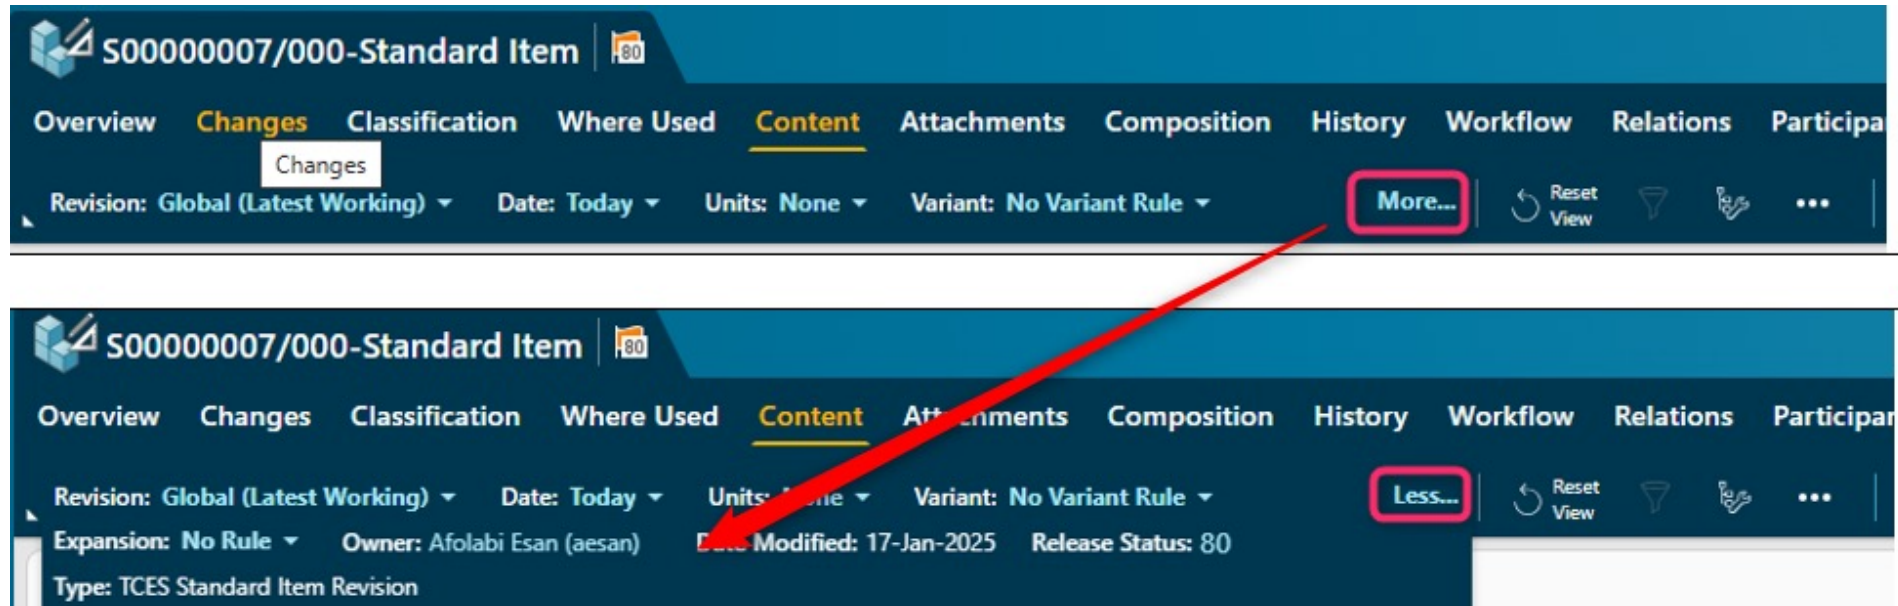 S00000007/000-Standard Item 80
Overview Changes Classification Where Used Content Attachments Composition History Workflow Relations Participa
Changes
Revision: Global (Latest Working) Date: Today Units: None Variant: No Variant Rule More... Reset View
S00000007/000-Standard Item 80
Overview Changes Classification Where Used Content Attachments Composition History Workflow Relations Participar
Revision: Global (Latest Working) Date: Today Units: None Variant: No Variant Rule Less... Reset View
Expansion: No Rule Owner: Afolabi Esan (aesan) Date Modified: 17-Jan-2025 Release Status: 80
Type: TCES Standard Item Revision